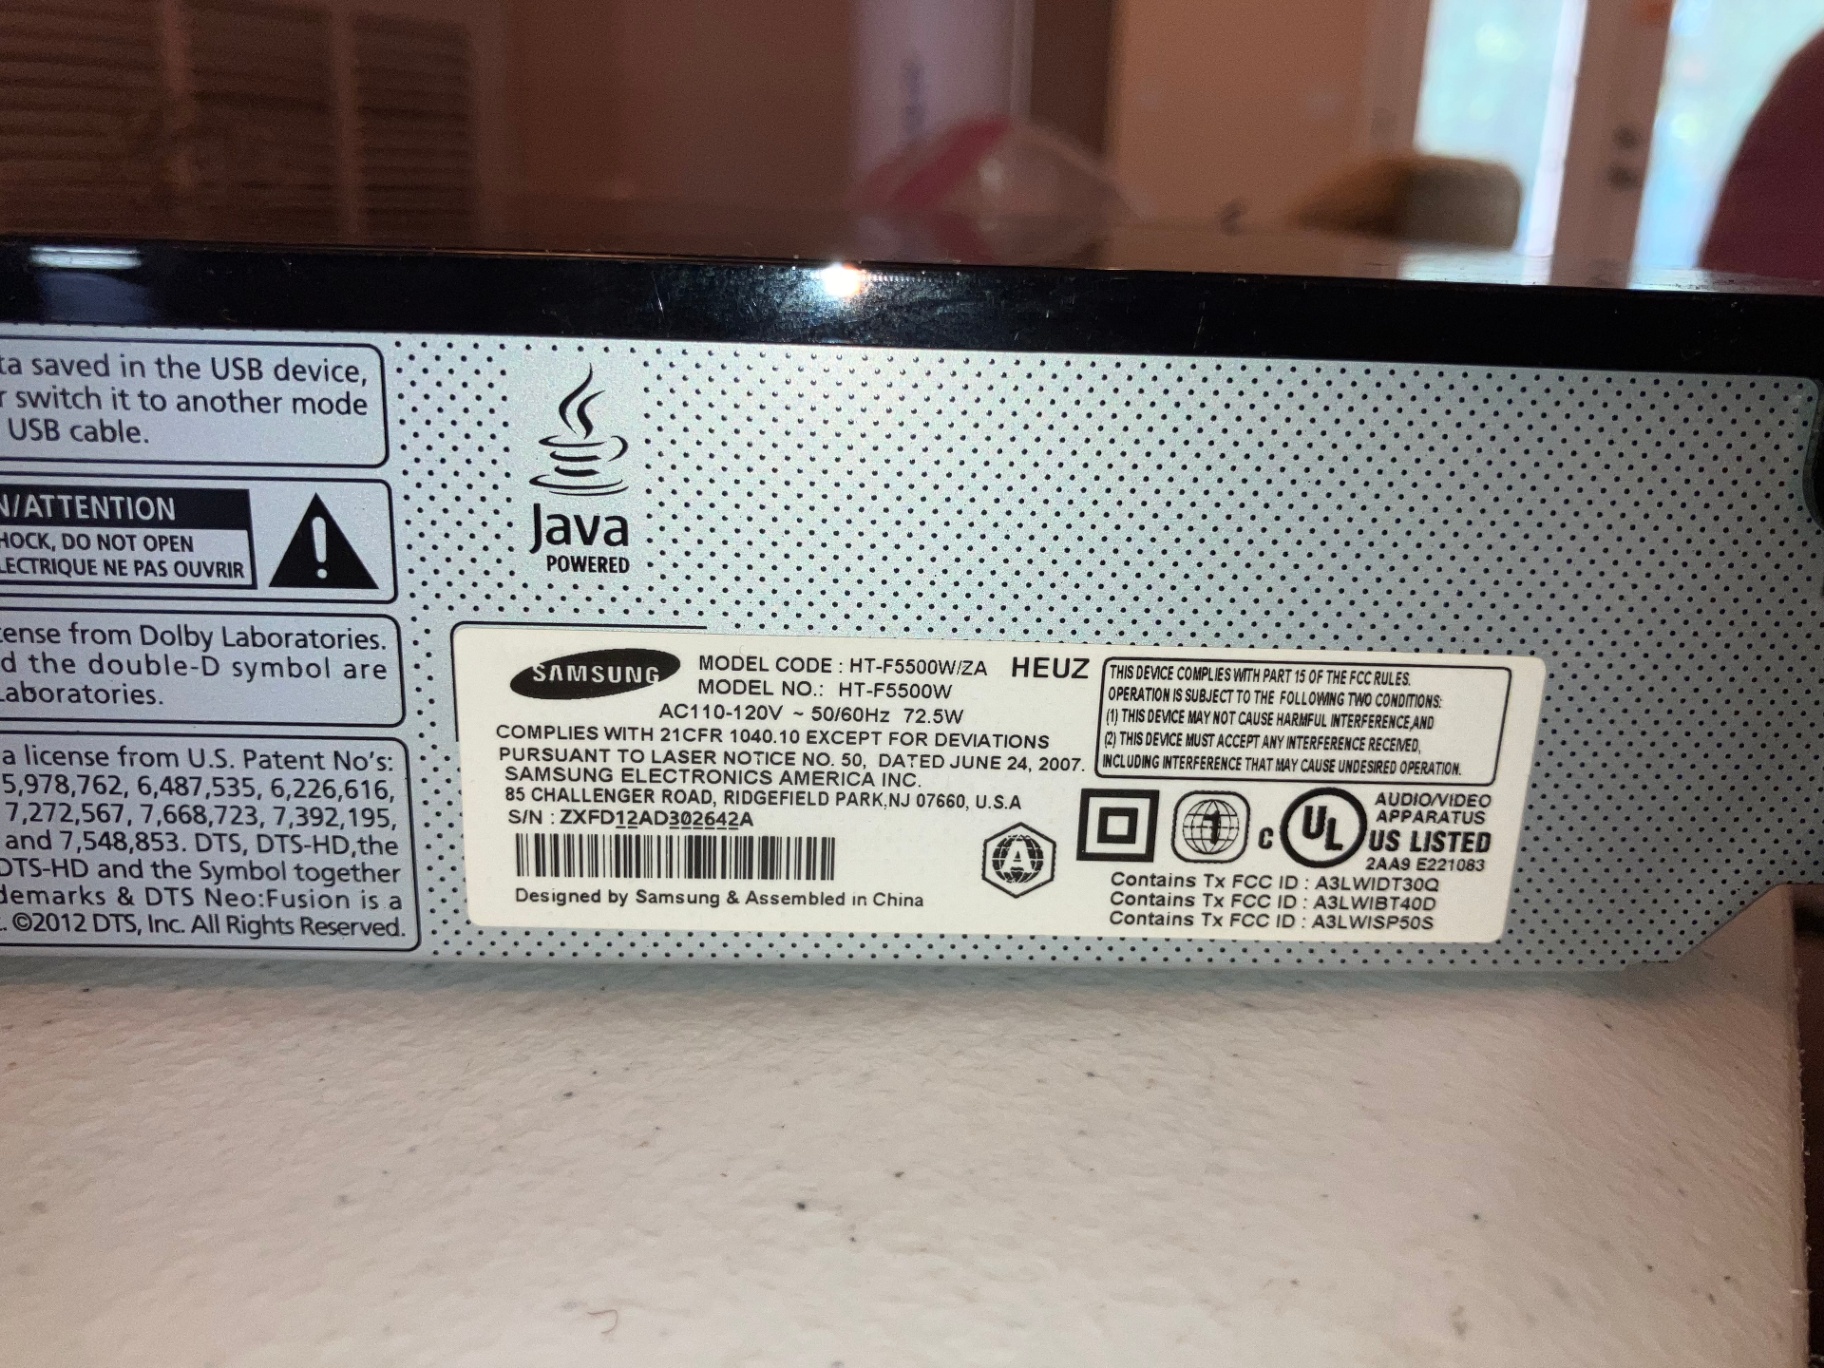 ta saved in the USB device,
r switch it to another mode
USB cable.
N/ATTENTION
HOCK, DO NOT OPEN
LECTRIQUE NE PAS OUVRIR
cense from Dolby Laboratories.
d the double-D symbol are
Laboratories.
a license from U.S. Patent No's:
5,978,762, 6,487,535, 6,226,616,
7,272,567, 7,668,723, 7,392,195,
and 7,548,853. DTS, DTS-HD,the
DTS-HD and the Symbol together
demarks & DTS Neo:Fusion is a
. ©2012 DTS, Inc. All Rights Reserved.
Java
POWERED
SAMSUNG
MODEL CODE : HT-F5500W/ZA HEUZ
MODEL NO.: HT-F5500W
AC110-120V ~ 50/60Hz 72.5W
COMPLIES WITH 21CFR 1040.10 EXCEPT FOR DEVIATIONS
PURSUANT TO LASER NOTICE NO. 50, DATED JUNE 24, 2007.
SAMSUNG ELECTRONICS AMERICA INC.
85 CHALLENGER ROAD, RIDGEFIELD PARK,NJ 07660, U.S.A
S/N : ZXFD12AD302642A
Designed by Samsung & Assembled in China
A
THIS DEVICE COMPLIES WITH PART 15 OF THE FCC RULES.
OPERATION IS SUBJECT TO THE FOLLOWING TWO CONDITIONS:
(1) THIS DEVICE MAY NOT CAUSE HARMFUL INTERFERENCE,AND
(2) THIS DEVICE MUST ACCEPT ANY INTERFERENCE RECEIVED,
INCLUDING INTERFERENCE THAT MAY CAUSE UNDESIRED OPERATION.
1
C UL
AUDIO/VIDEO
APPARATUS
US LISTED
2AA9 E221083
Contains Tx FCC ID : A3LWIDT30Q
Contains Tx FCC ID : A3LWIBT40D
Contains Tx FCC ID : A3LWISP50S